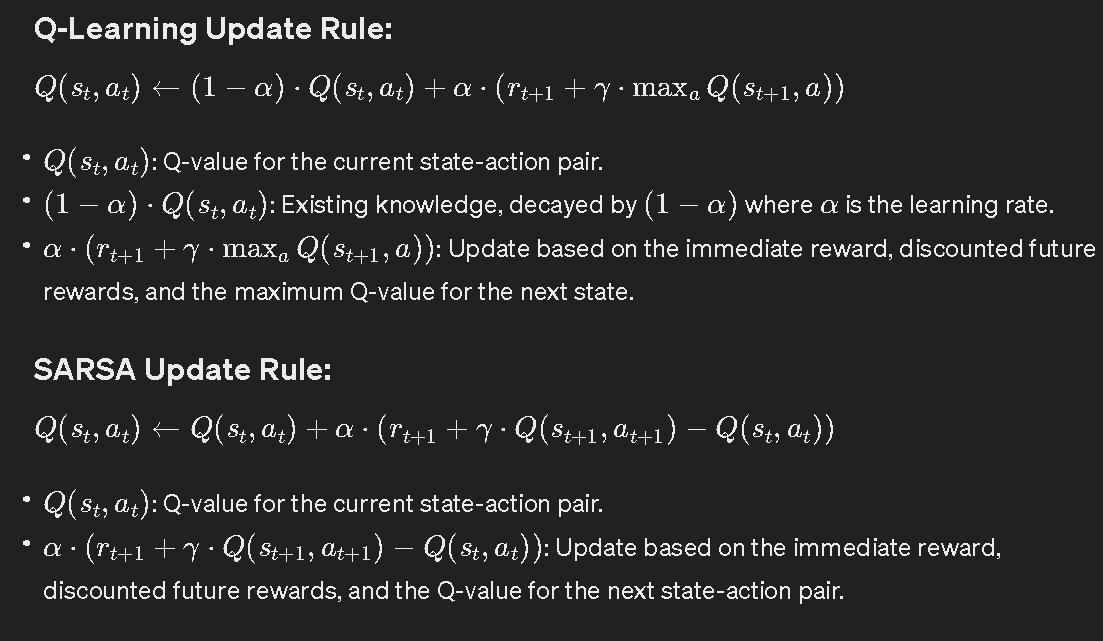 Q-Learning Update Rule:
Q(s_t, a_t) ← (1 − α) · Q(s_t, a_t) + α · (r_{t+1} + γ · max_a Q(s_{t+1}, a))
• Q(s_t, a_t): Q-value for the current state-action pair.
• (1 − α) · Q(s_t, a_t): Existing knowledge, decayed by (1 − α) where α is the learning rate.
• α · (r_{t+1} + γ · max_a Q(s_{t+1}, a)): Update based on the immediate reward, discounted future
rewards, and the maximum Q-value for the next state.
SARSA Update Rule:
Q(s_t, a_t) ← Q(s_t, a_t) + α · (r_{t+1} + γ · Q(s_{t+1}, a_{t+1}) − Q(s_t, a_t))
• Q(s_t, a_t): Q-value for the current state-action pair.
• α · (r_{t+1} + γ · Q(s_{t+1}, a_{t+1}) − Q(s_t, a_t)): Update based on the immediate reward,
discounted future rewards, and the Q-value for the next state-action pair.